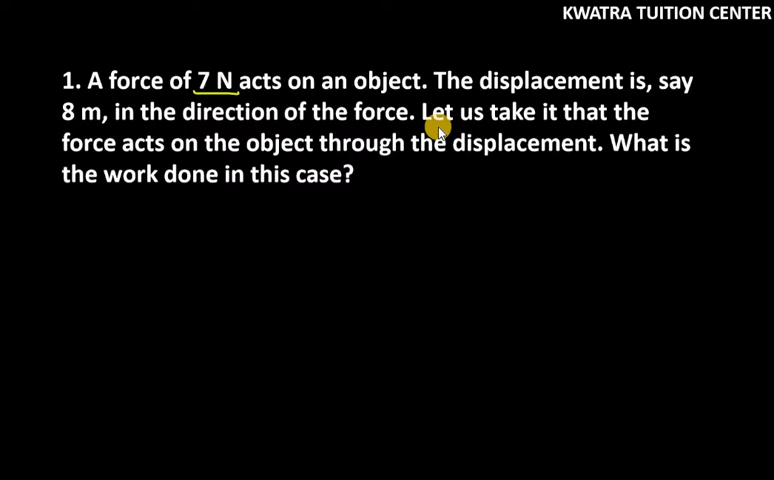 KWATRA TUITION CENTER
1. A force of 7 N acts on an object. The displacement is, say
8 m, in the direction of the force. Let us take it that the
force acts on the object through the displacement. What is
the work done in this case?